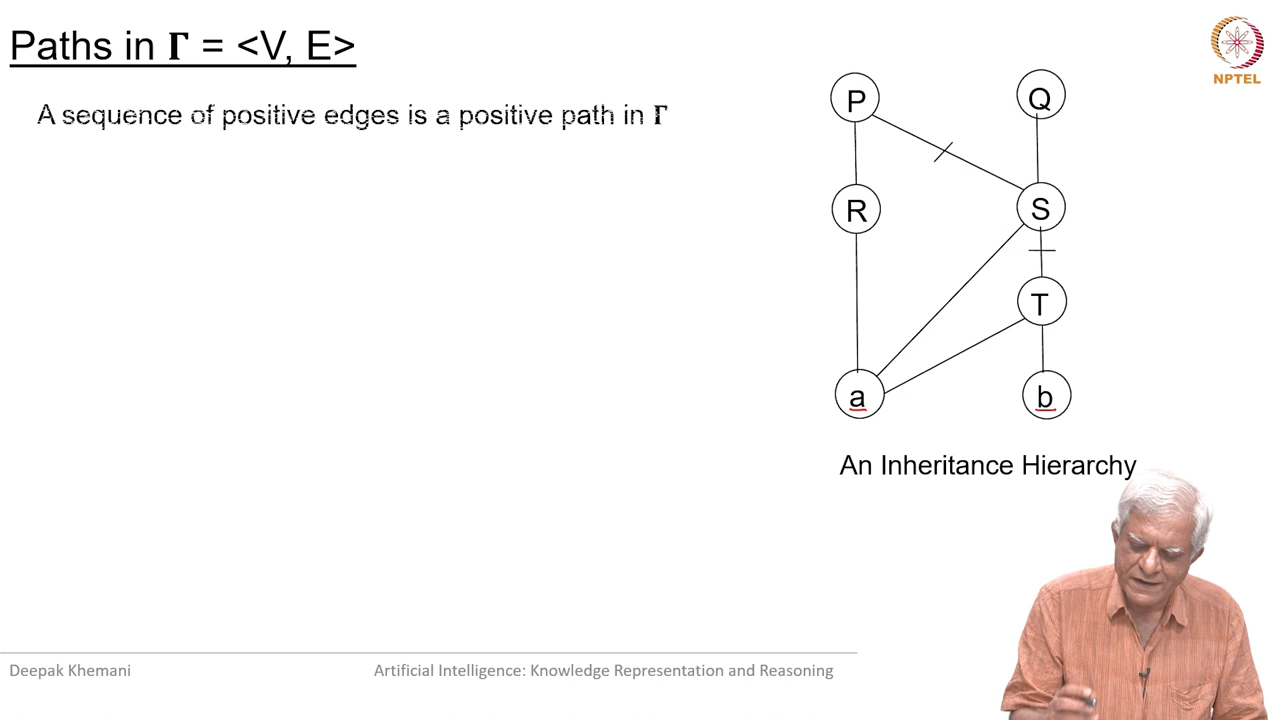 Paths in Γ = <V, E>
NPTEL
A sequence of positive edges is a positive path in Γ
P
Q
R
S
T
a
b
An Inheritance Hierarchy
Deepak Khemani
Artificial Intelligence: Knowledge Representation and Reasoning